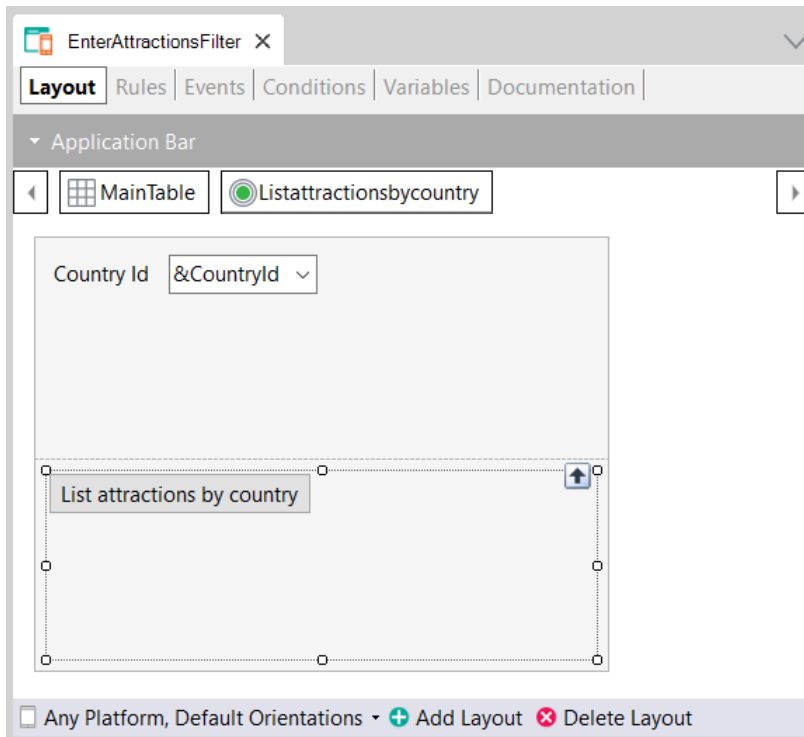 EnterAttractionsFilter
Layout Rules Events Conditions Variables Documentation
Application Bar
MainTable Listattractionsbycountry
Country Id &CountryId
List attractions by country
Any Platform, Default Orientations Add Layout Delete Layout